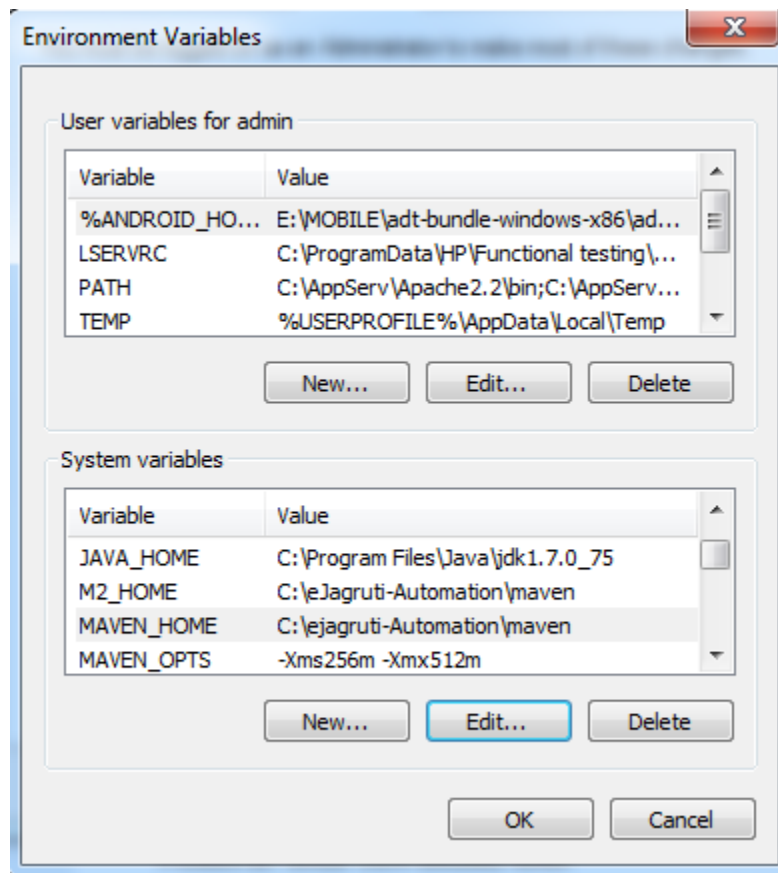 Environment Variables
User variables for admin
Variable Value
%ANDROID_HO... E:\MOBILE\adt-bundle-windows-x86\ad...
LSERVRC C:\ProgramData\HP\Functional testing\...
PATH C:\AppServ\Apache2.2\bin;C:\AppServ...
TEMP %USERPROFILE%\AppData\Local\Temp
New... Edit... Delete
System variables
Variable Value
JAVA_HOME C:\Program Files\Java\jdk1.7.0_75
M2_HOME C:\eJagruti-Automation\maven
MAVEN_HOME C:\ejagruti-Automation\maven
MAVEN_OPTS -Xms256m -Xmx512m
New... Edit... Delete
OK Cancel